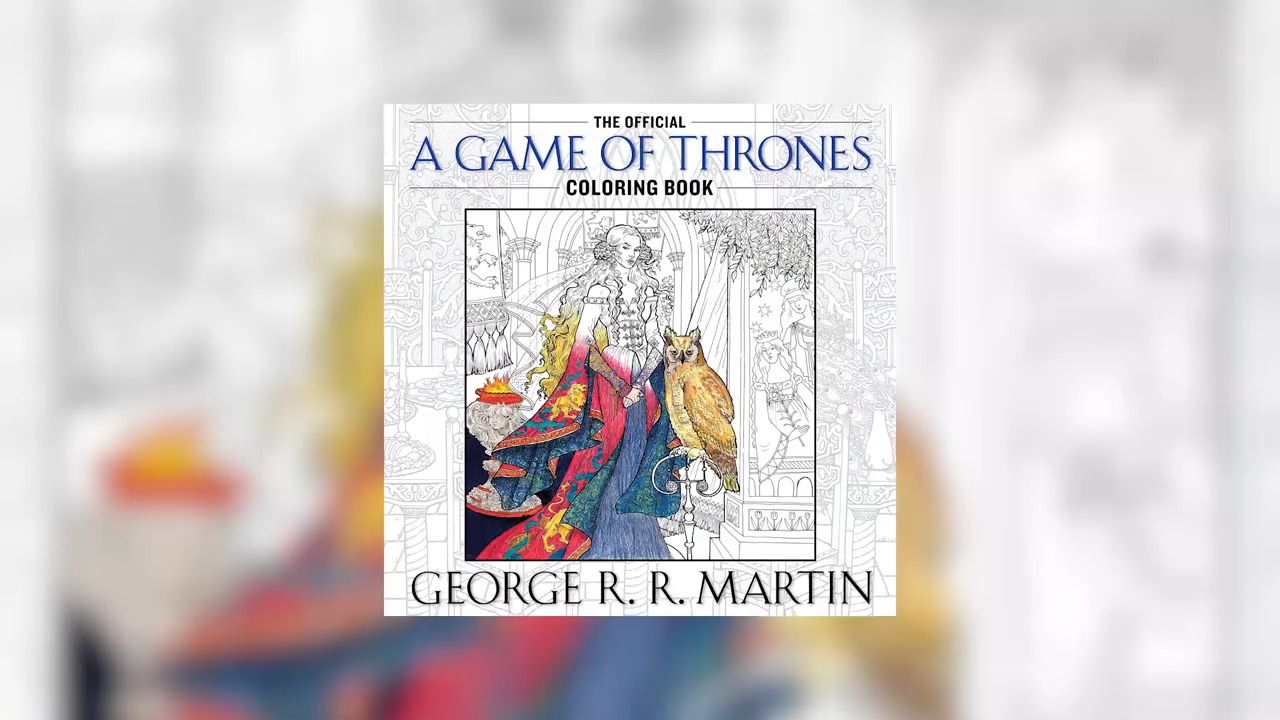 THE OFFICIAL
A GAME OF THRONES
COLORING BOOK
GEORGE R. R. MARTIN